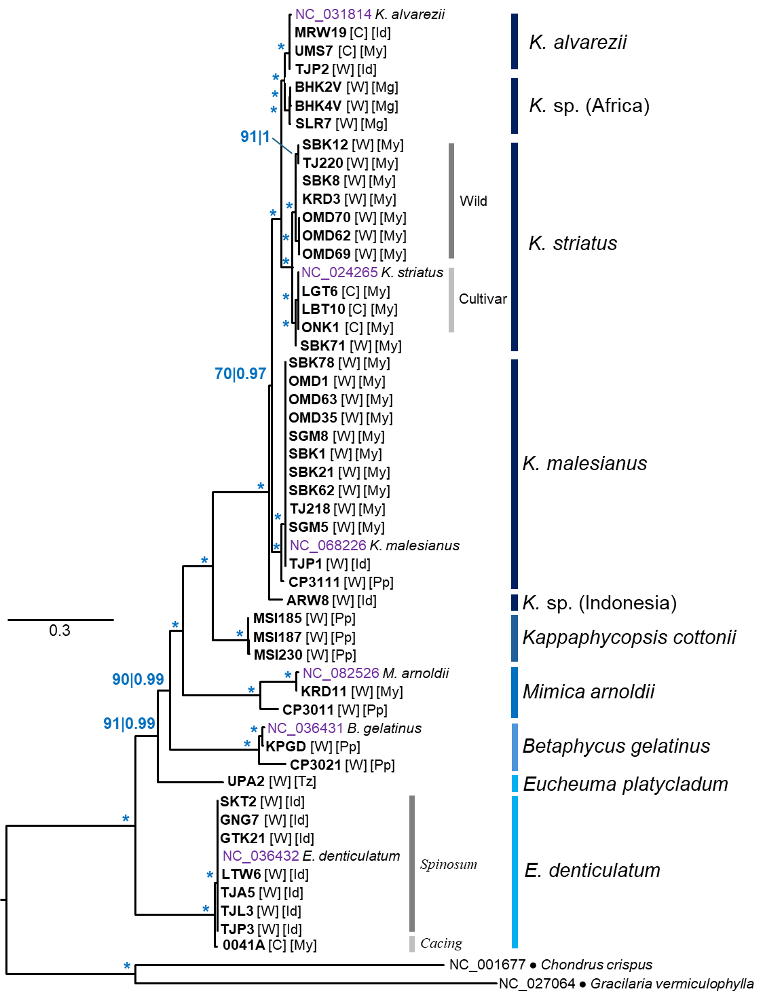 NC_031814 K. alvarezii
MRW19 [C] [Id]
UMS7 [C] [My]
TJP2 [W] [Id]
K. alvarezii
*
*
*
*
BHK2V [W] [Mg]
BHK4V [W] [Mg]
SLR7 [W] [Mg]
K. sp. (Africa)
91|1
SBK12 [W] [My]
TJ220 [W] [My]
SBK8 [W] [My]
KRD3 [W] [My]
OMD70 [W] [My]
OMD62 [W] [My]
OMD69 [W] [My]
Wild
*
*
*
*
NC_024265 K. striatus
LGT6 [C] [My]
LBT10 [C] [My]
ONK1 [C] [My]
SBK71 [W] [My]
Cultivar
K. striatus
*
*
70|0.97
SBK78 [W] [My]
OMD1 [W] [My]
OMD63 [W] [My]
OMD35 [W] [My]
SGM8 [W] [My]
SBK1 [W] [My]
SBK21 [W] [My]
SBK62 [W] [My]
TJ218 [W] [My]
SGM5 [W] [My]
NC_068226 K. malesianus
TJP1 [W] [Id]
CP3111 [W] [Pp]
K. malesianus
*
*
*
ARW8 [W] [Id]
K. sp. (Indonesia)
*
0.3
MSI185 [W] [Pp]
MSI187 [W] [Pp]
MSI230 [W] [Pp]
Kappaphycopsis cottonii
*
*
90|0.99
NC_082526 M. arnoldii
KRD11 [W] [My]
CP3011 [W] [Pp]
Mimica arnoldii
*
*
91|0.99
NC_036431 B. gelatinus
KPGD [W] [Pp]
CP3021 [W] [Pp]
Betaphycus gelatinus
*
*
UPA2 [W] [Tz]
Eucheuma platycladum
*
SKT2 [W] [Id]
GNG7 [W] [Id]
GTK21 [W] [Id]
NC_036432 E. denticulatum
LTW6 [W] [Id]
TJA5 [W] [Id]
TJL3 [W] [Id]
TJP3 [W] [Id]
Spinosum
0041A [C] [My]
Cacing
E. denticulatum
*
*
*
NC_001677 ● Chondrus crispus
NC_027064 ● Gracilaria vermiculophylla